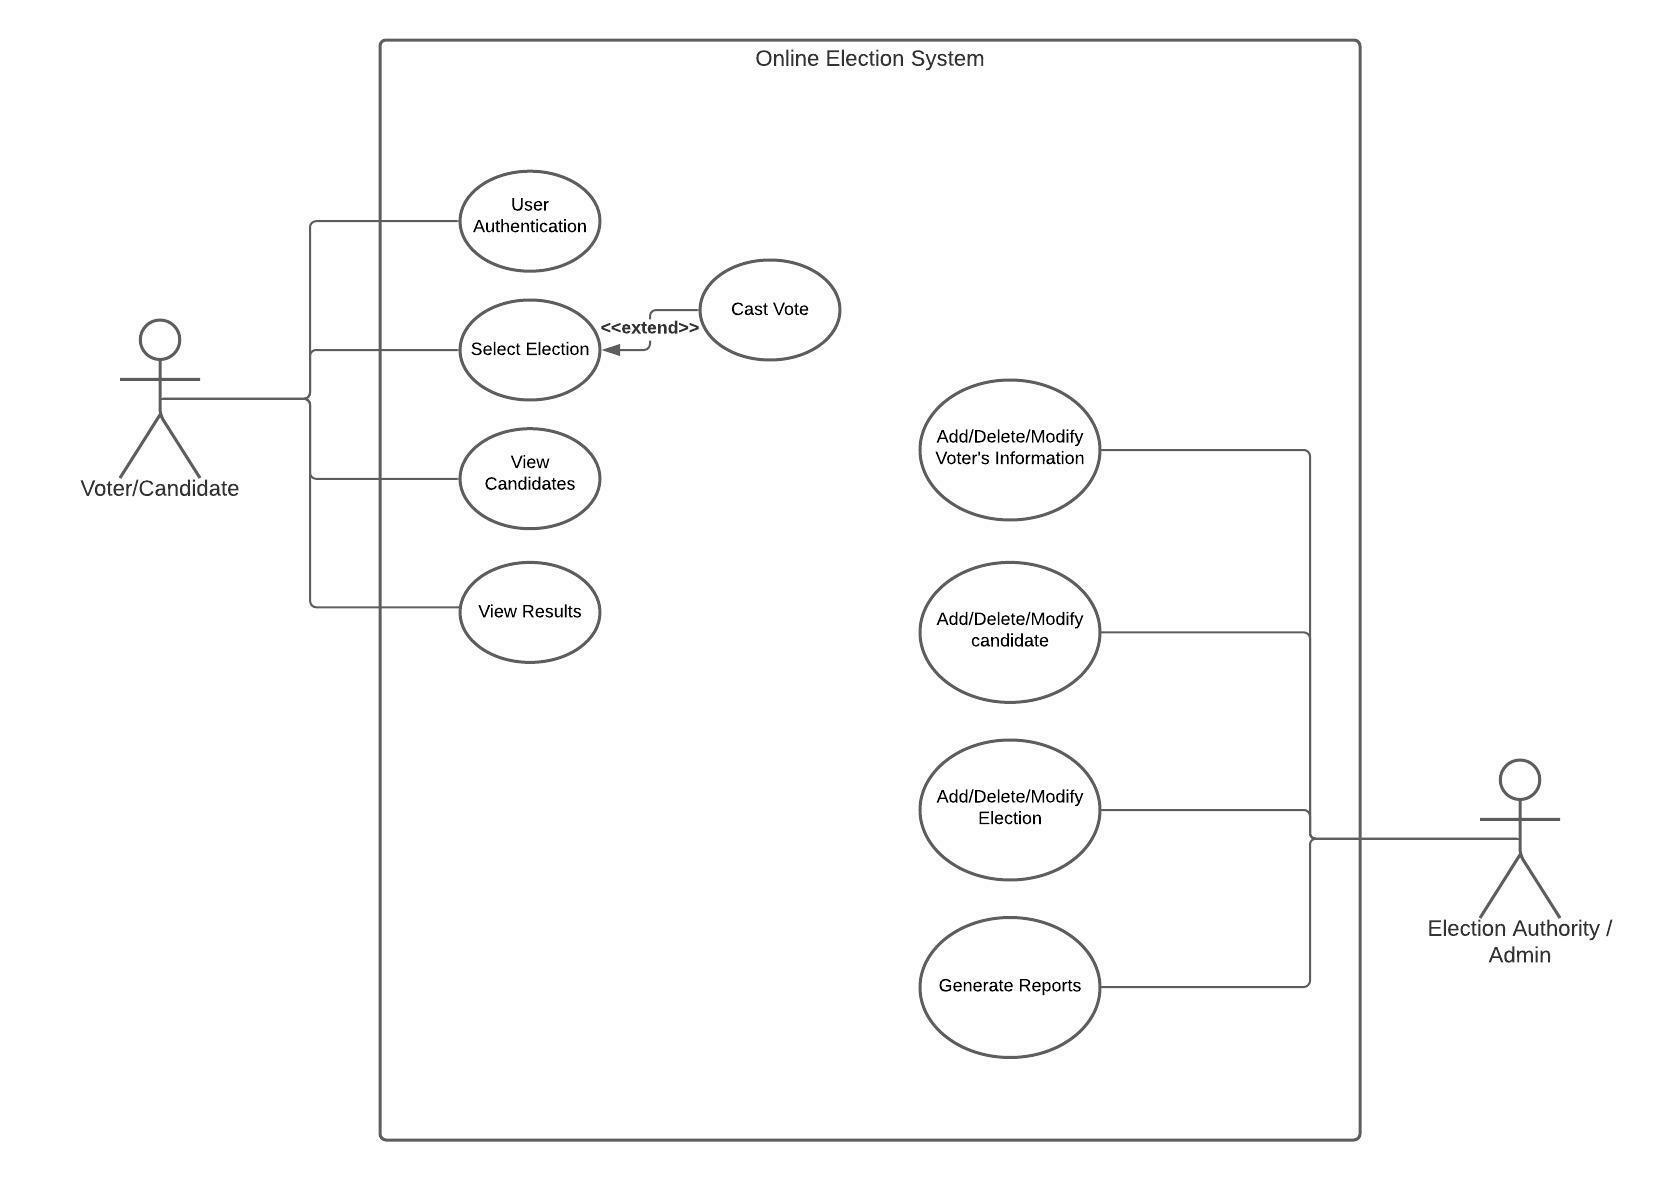 Online Election System
User
Authentication
Cast Vote
<<extend>>
Select Election
View
Candidates
View Results
Voter/Candidate
Add/Delete/Modify
Voter's Information
Add/Delete/Modify
candidate
Add/Delete/Modify
Election
Generate Reports
Election Authority /
Admin